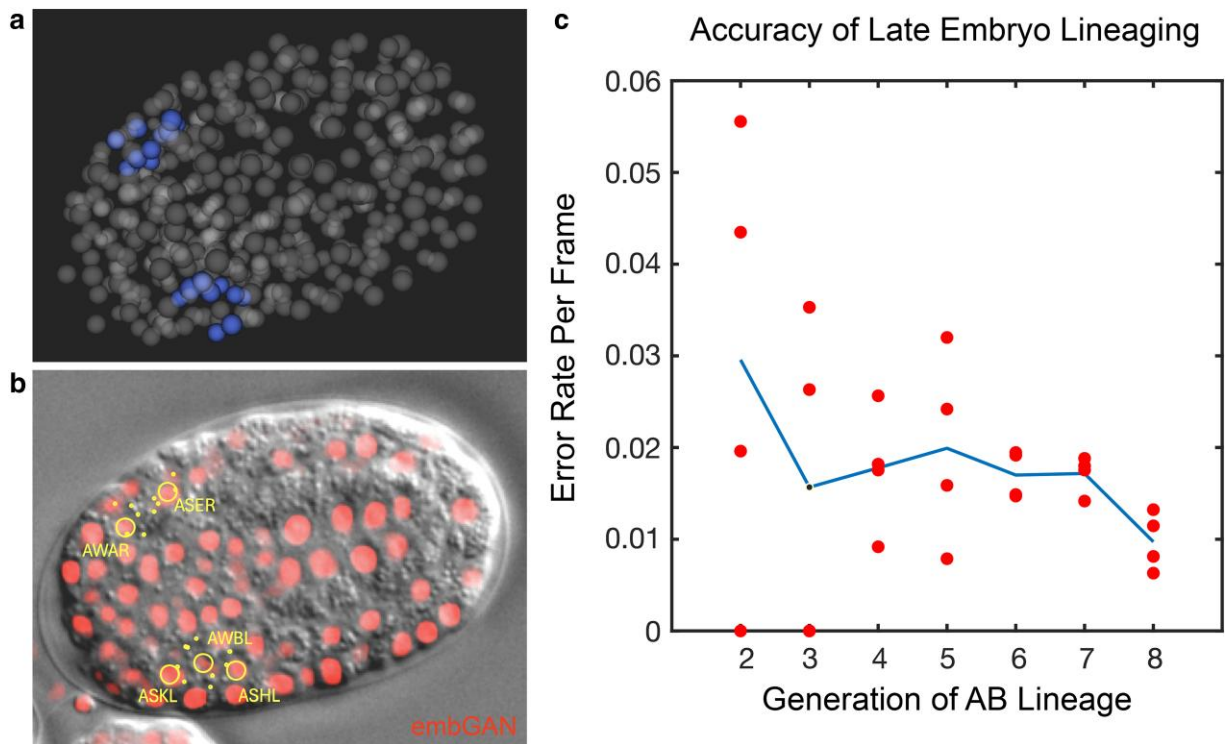 a
b
ASER
AWAR
AWBL
ASKL
ASHL
embGAN
c
Accuracy of Late Embryo Lineaging
Error Rate Per Frame
0.06
0.05
0.04
0.03
0.02
0.01
0
2 3 4 5 6 7 8
Generation of AB Lineage